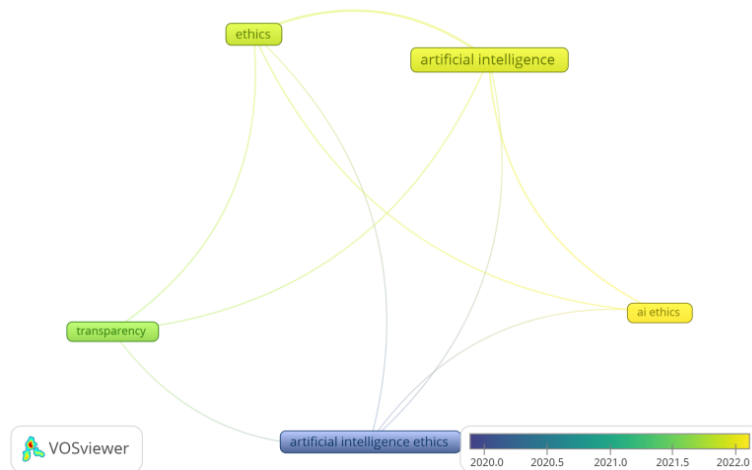 ethics
artificial intelligence
ai ethics
transparency
artificial intelligence ethics
VOSviewer
2020.0 2020.5 2021.0 2021.5 2022.0